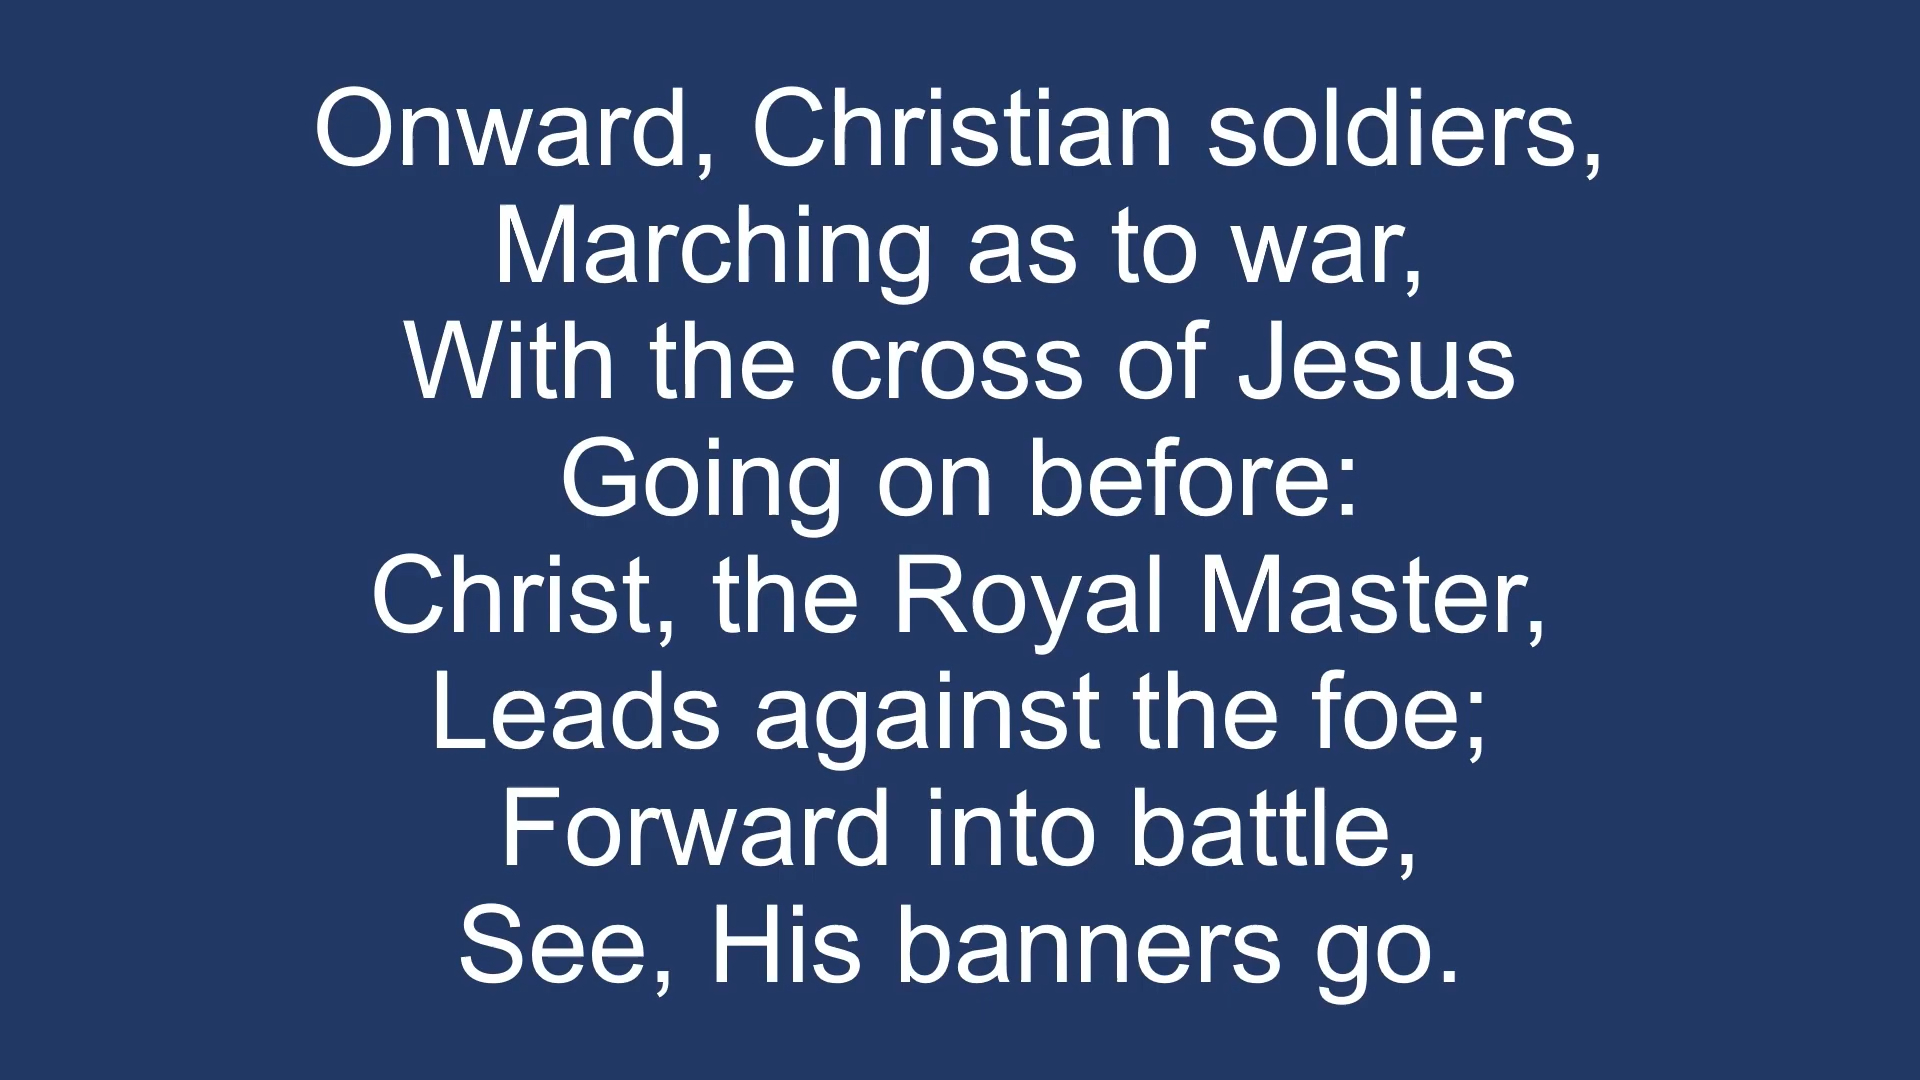 Onward, Christian soldiers,
Marching as to war,
With the cross of Jesus
Going on before:
Christ, the Royal Master,
Leads against the foe;
Forward into battle,
See, His banners go.